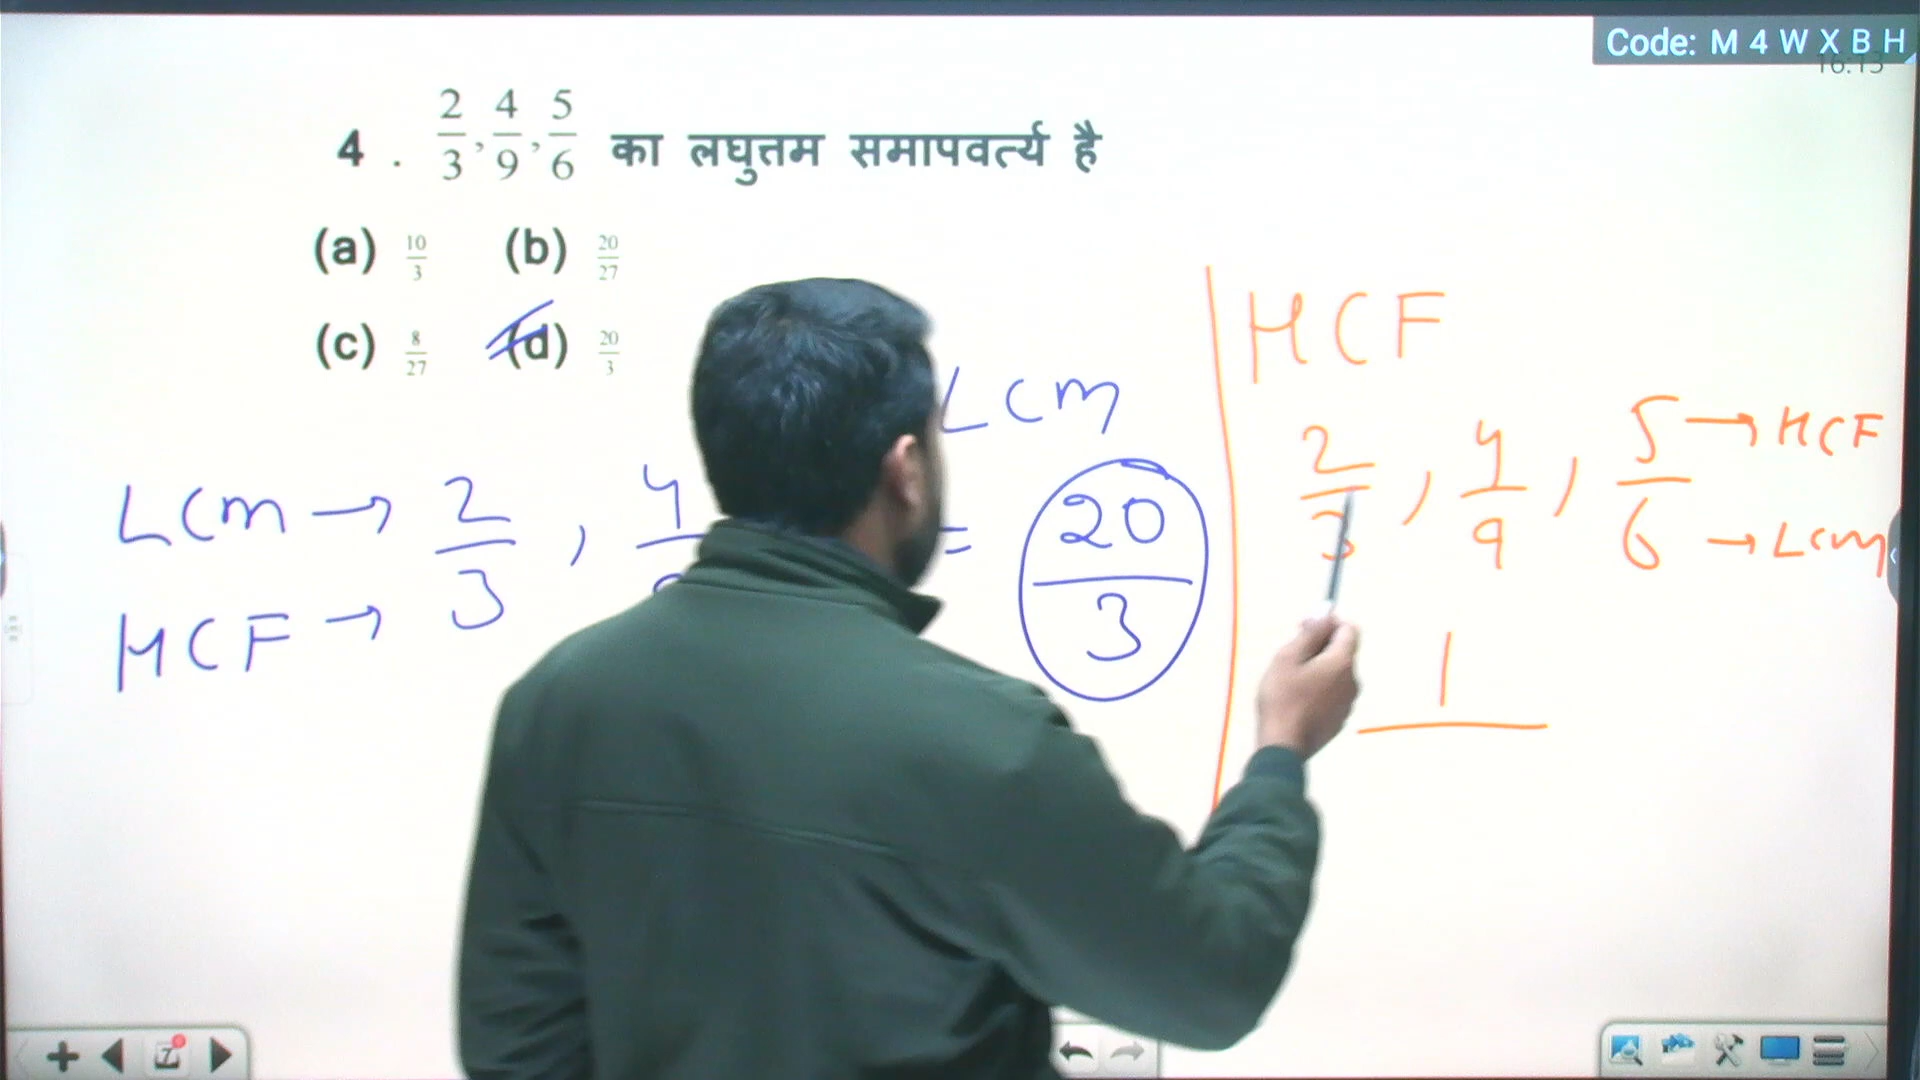 Code: M 4 W X B H
16:13
4 . 2/3, 4/9, 5/6 का लघुत्तम समापवर्त्य है
(a) 10/3 (b) 20/27
(c) 8/27 (d) 20/3
LCM
LCM → 2/3 , 4/ = 20/3
HCF →
HCF
2/3 , 4/9 , 5/6 → HCF
→ LCM
1